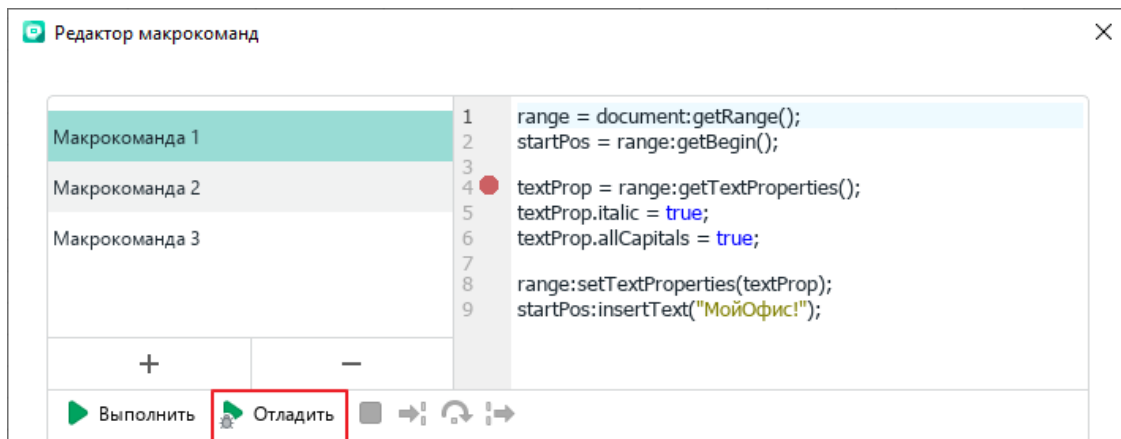 Редактор макрокоманд
Макрокоманда 1
Макрокоманда 2
Макрокоманда 3
1 range = document:getRange();
2 startPos = range:getBegin();
3
4 textProp = range:getTextProperties();
5 textProp.italic = true;
6 textProp.allCapitals = true;
7
8 range:setTextProperties(textProp);
9 startPos:insertText("МойОфис!");
+ −
Выполнить Отладить